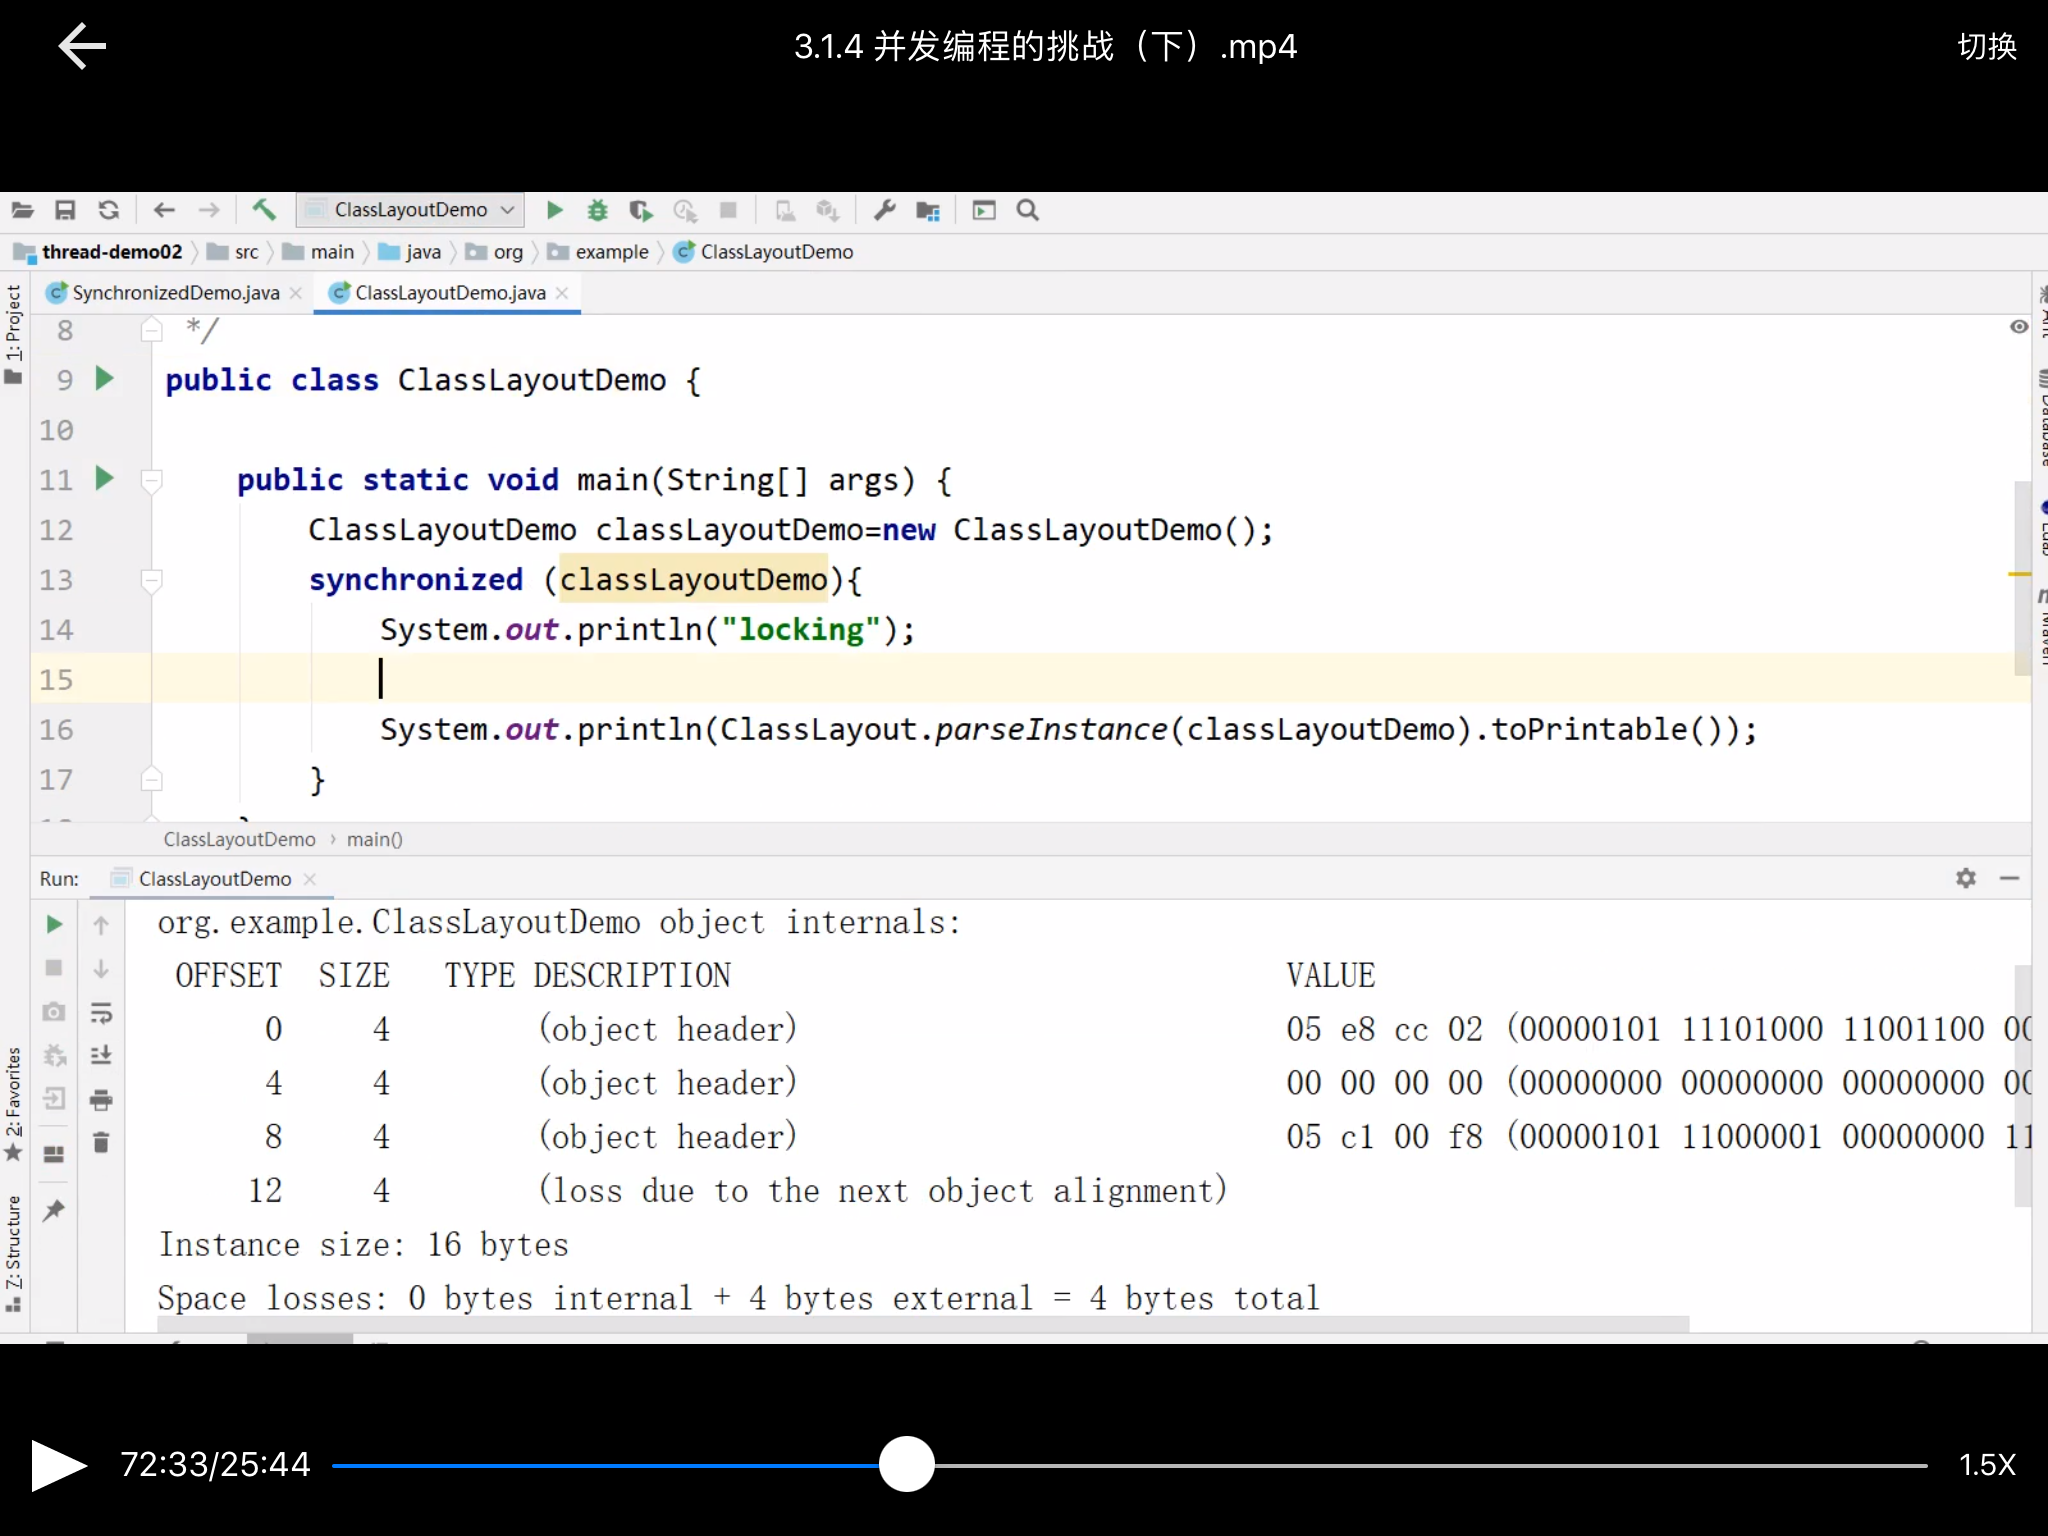 3.1.4 并发编程的挑战（下）.mp4
切换
ClassLayoutDemo
thread-demo02 src main java org example ClassLayoutDemo
SynchronizedDemo.java ClassLayoutDemo.java
1: Project
8 */
9 public class ClassLayoutDemo {
10
11 public static void main(String[] args) {
12 ClassLayoutDemo classLayoutDemo=new ClassLayoutDemo();
13 synchronized (classLayoutDemo){
14 System.out.println("locking");
15
16 System.out.println(ClassLayout.parseInstance(classLayoutDemo).toPrintable());
17 }
ClassLayoutDemo › main()
Run: ClassLayoutDemo
org.example.ClassLayoutDemo object internals:
OFFSET SIZE TYPE DESCRIPTION VALUE
0 4 (object header) 05 e8 cc 02 (00000101 11101000 11001100 00
4 4 (object header) 00 00 00 00 (00000000 00000000 00000000 00
8 4 (object header) 05 c1 00 f8 (00000101 11000001 00000000 11
12 4 (loss due to the next object alignment)
Instance size: 16 bytes
Space losses: 0 bytes internal + 4 bytes external = 4 bytes total
2: Favorites
7: Structure
72:33/25:44
1.5X